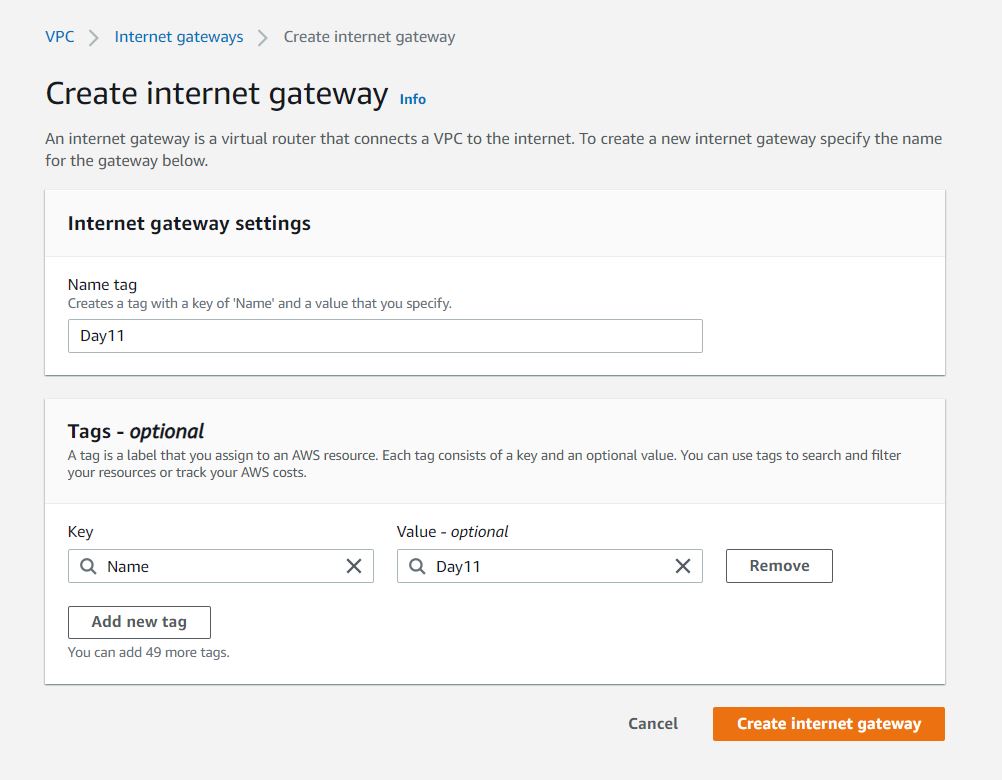 VPC > Internet gateways > Create internet gateway
Create internet gateway Info
An internet gateway is a virtual router that connects a VPC to the internet. To create a new internet gateway specify the name
for the gateway below.
Internet gateway settings
Name tag
Creates a tag with a key of 'Name' and a value that you specify.
Day11
Tags - optional
A tag is a label that you assign to an AWS resource. Each tag consists of a key and an optional value. You can use tags to search and filter
your resources or track your AWS costs.
Key Value - optional
Name Day11 Remove
Add new tag
You can add 49 more tags.
Cancel Create internet gateway